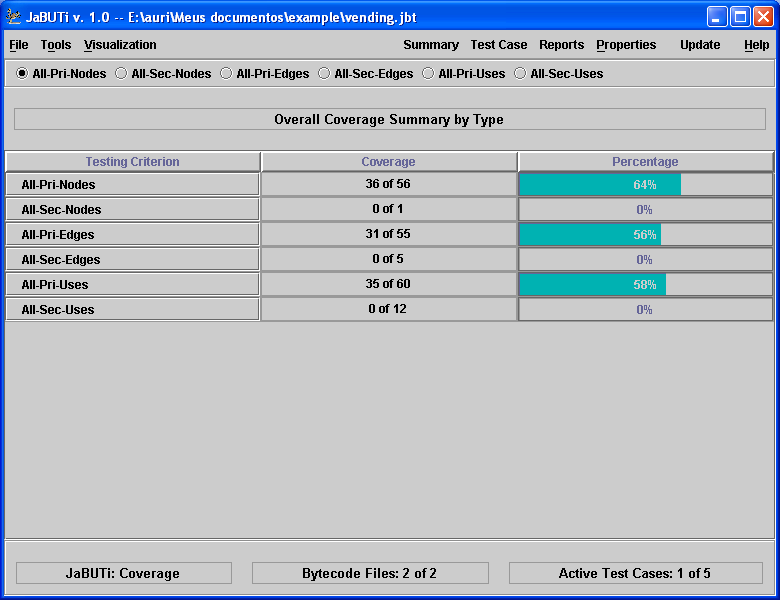 JaBUTi v. 1.0 -- E:\auri\Meus documentos\example\vending.jbt
File Tools Visualization Summary Test Case Reports Properties Update Help
All-Pri-Nodes All-Sec-Nodes All-Pri-Edges All-Sec-Edges All-Pri-Uses All-Sec-Uses
Overall Coverage Summary by Type
Testing Criterion Coverage Percentage
All-Pri-Nodes 36 of 56 64%
All-Sec-Nodes 0 of 1 0%
All-Pri-Edges 31 of 55 56%
All-Sec-Edges 0 of 5 0%
All-Pri-Uses 35 of 60 58%
All-Sec-Uses 0 of 12 0%
JaBUTi: Coverage Bytecode Files: 2 of 2 Active Test Cases: 1 of 5